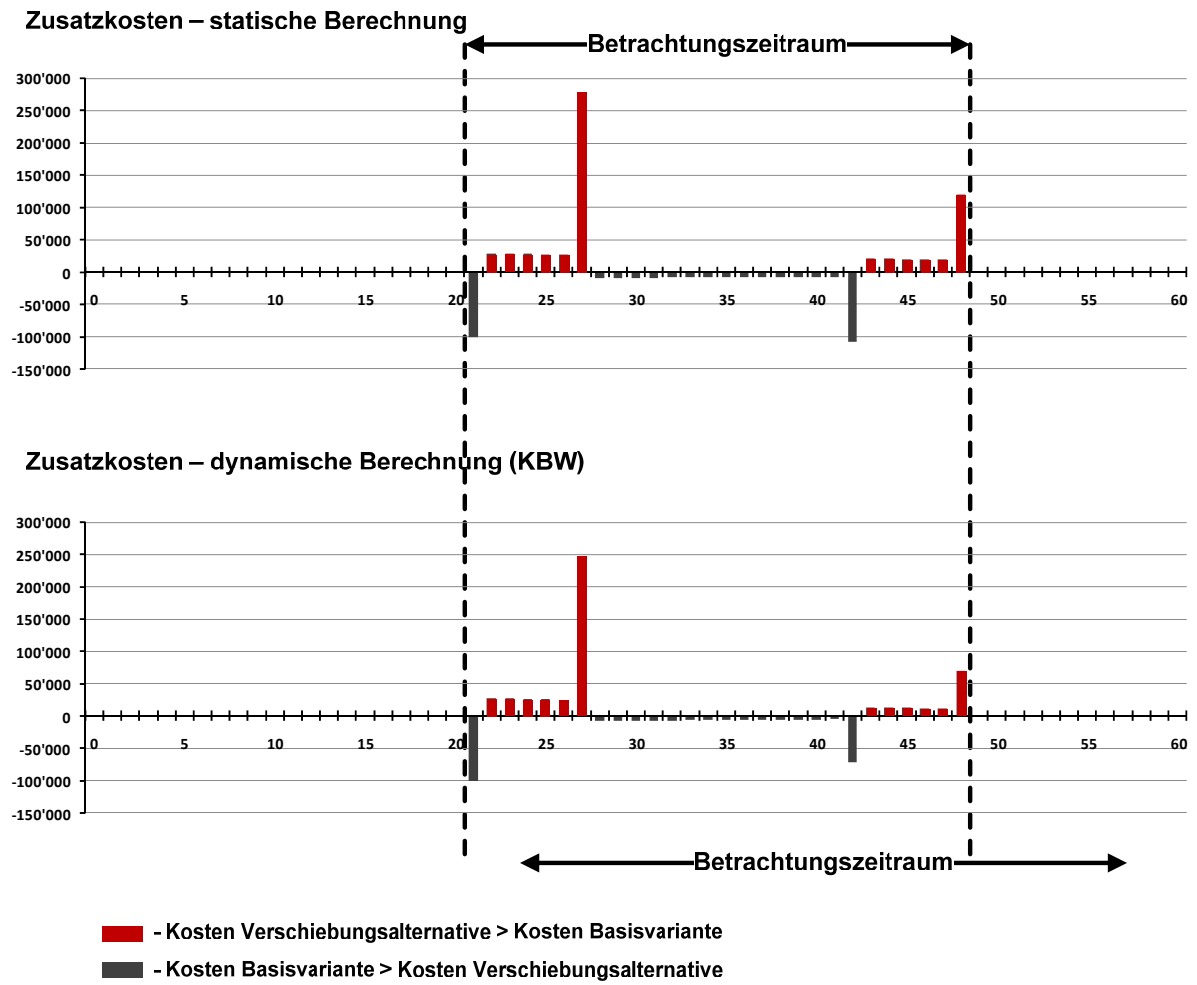 Zusatzkosten – statische Berechnung
Betrachtungszeitraum
300'000
250'000
200'000
150'000
100'000
50'000
0
-50'000
-100'000
-150'000
0 5 10 15 20 25 30 35 40 45 50 55 60
Zusatzkosten – dynamische Berechnung (KBW)
300'000
250'000
200'000
150'000
100'000
50'000
0
-50'000
-100'000
-150'000
0 5 10 15 20 25 30 35 40 45 50 55 60
Betrachtungszeitraum
- Kosten Verschiebungsalternative > Kosten Basisvariante
- Kosten Basisvariante > Kosten Verschiebungsalternative